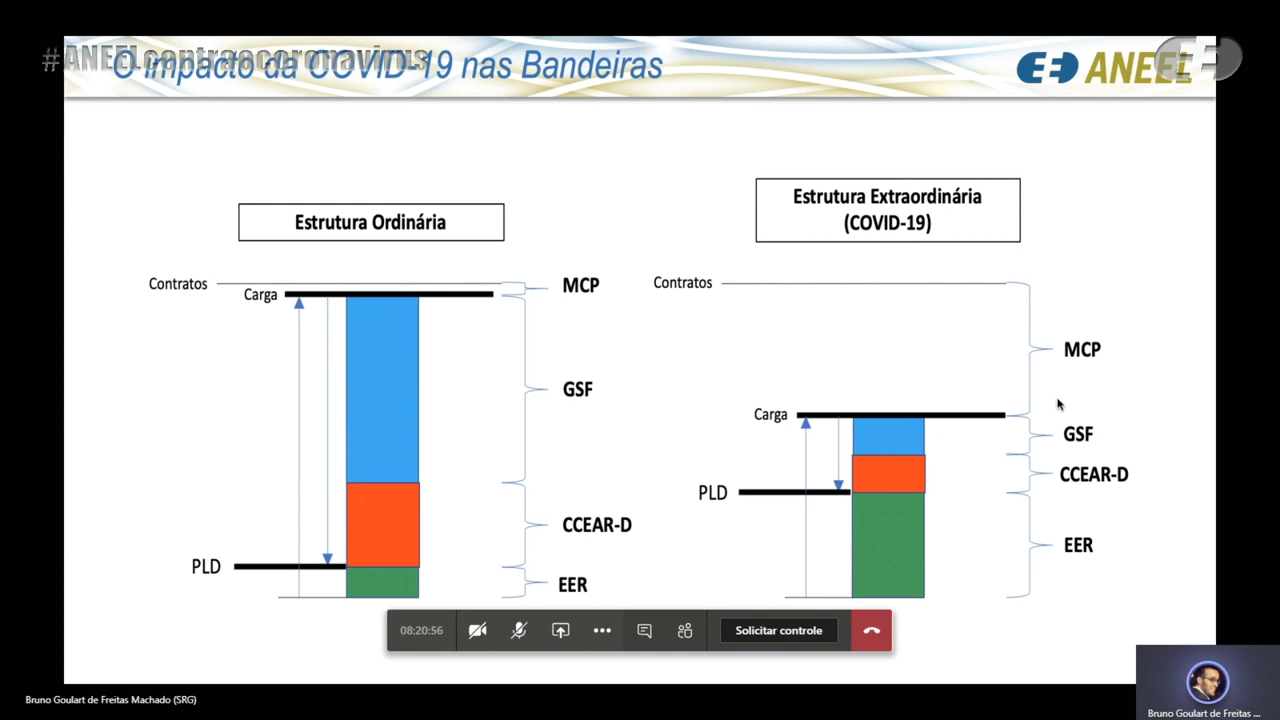 #ANEELcontraocoronavirus
O impacto da COVID-19 nas Bandeiras
ANEEL
Estrutura Ordinária
Estrutura Extraordinária
(COVID-19)
Contratos
Carga
MCP
GSF
CCEAR-D
PLD
EER
Contratos
MCP
Carga
GSF
CCEAR-D
PLD
EER
08:20:56
Solicitar controle
Bruno Goulart de Freitas Machado (SRG)
Bruno Goulart de Freitas ...